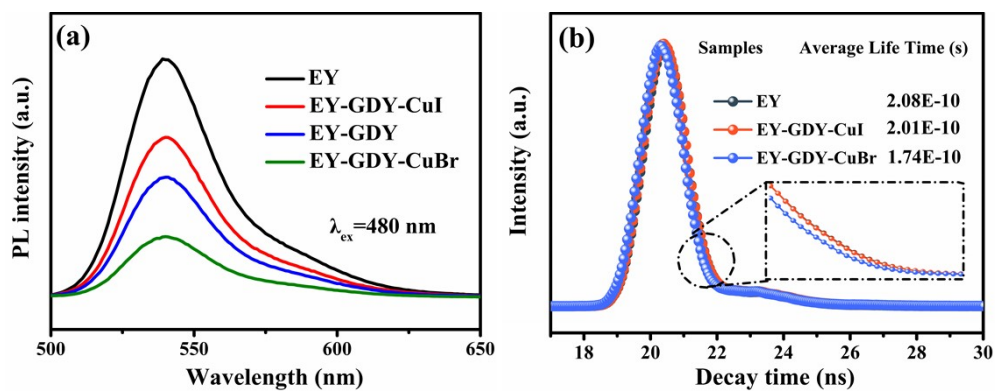 (a)
EY
EY-GDY-CuI
EY-GDY
EY-GDY-CuBr
λex=480 nm
PL intensity (a.u.)
500 550 600 650
Wavelength (nm)
(b)
Samples Average Life Time (s)
EY 2.08E-10
EY-GDY-CuI 2.01E-10
EY-GDY-CuBr 1.74E-10
Intensity (a.u.)
18 20 22 24 26 28 30
Decay time (ns)